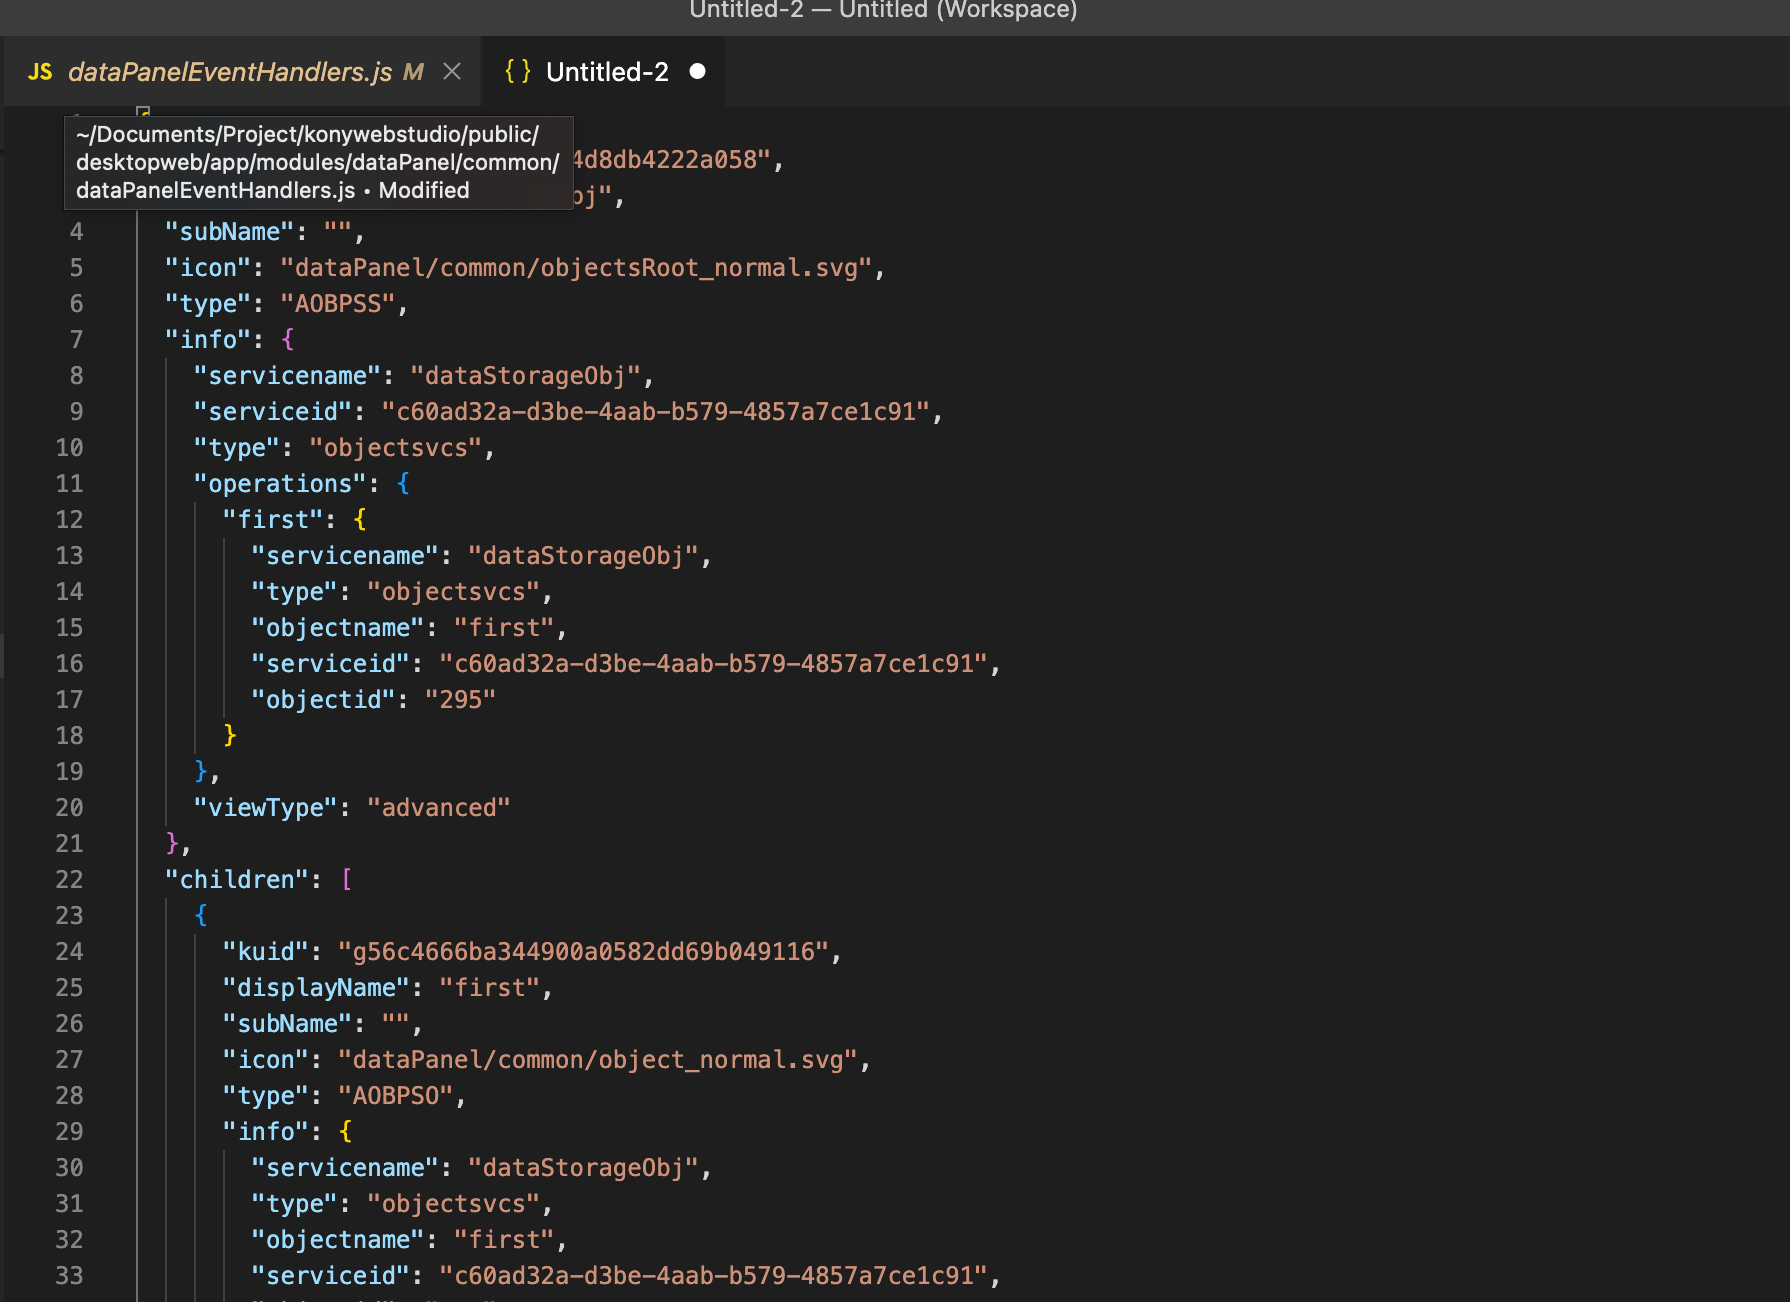 Untitled-2 — Untitled (Workspace)
JS dataPanelEventHandlers.js M × {} Untitled-2 ●
~/Documents/Project/konywebstudio/public/
desktopweb/app/modules/dataPanel/common/
dataPanelEventHandlers.js • Modified
4d8db4222a058",
bj",
4 "subName": "",
5 "icon": "dataPanel/common/objectsRoot_normal.svg",
6 "type": "AOBPSS",
7 "info": {
8 "servicename": "dataStorageObj",
9 "serviceid": "c60ad32a-d3be-4aab-b579-4857a7ce1c91",
10 "type": "objectsvcs",
11 "operations": {
12 "first": {
13 "servicename": "dataStorageObj",
14 "type": "objectsvcs",
15 "objectname": "first",
16 "serviceid": "c60ad32a-d3be-4aab-b579-4857a7ce1c91",
17 "objectid": "295"
18 }
19 },
20 "viewType": "advanced"
21 },
22 "children": [
23 {
24 "kuid": "g56c4666ba344900a0582dd69b049116",
25 "displayName": "first",
26 "subName": "",
27 "icon": "dataPanel/common/object_normal.svg",
28 "type": "AOBPSO",
29 "info": {
30 "servicename": "dataStorageObj",
31 "type": "objectsvcs",
32 "objectname": "first",
33 "serviceid": "c60ad32a-d3be-4aab-b579-4857a7ce1c91",